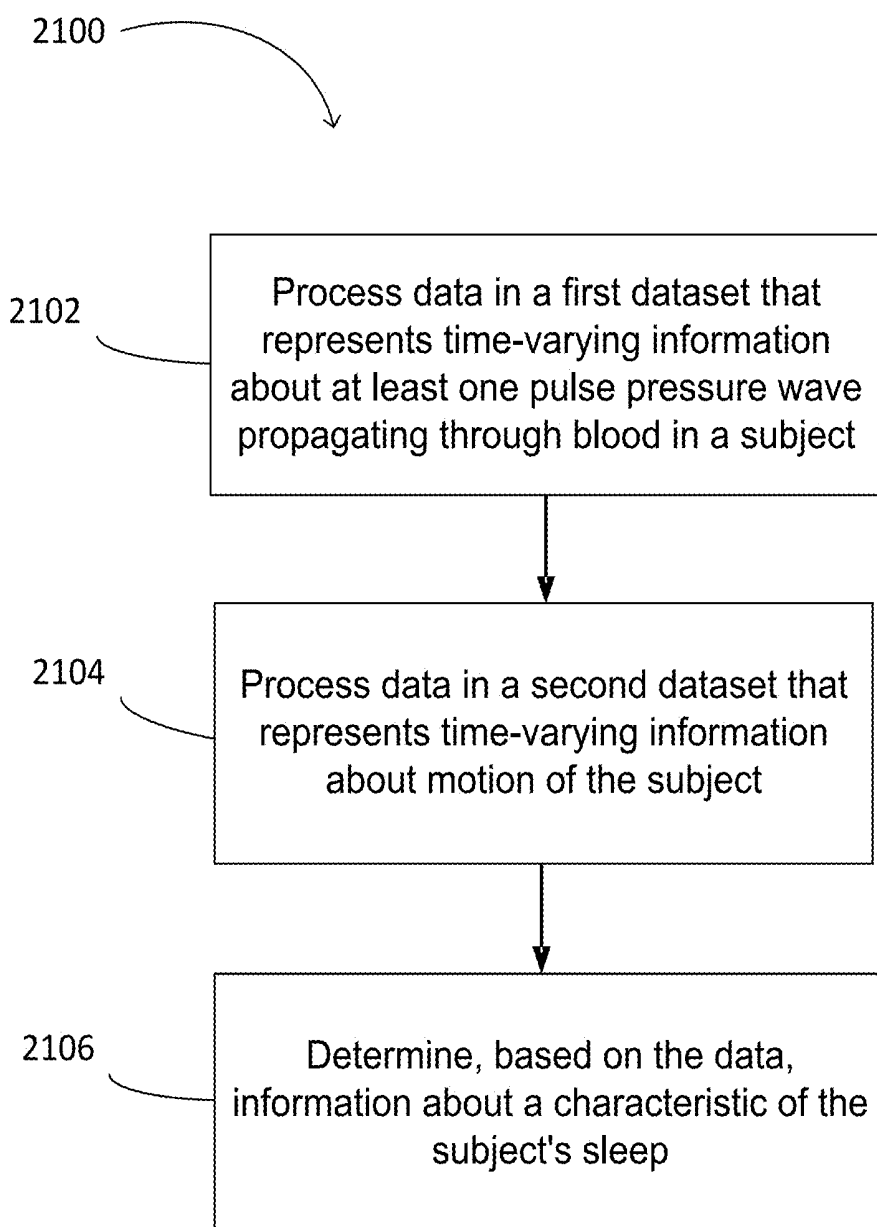 2100
2102
Process data in a first dataset that
represents time-varying information
about at least one pulse pressure wave
propagating through blood in a subject
2104
Process data in a second dataset that
represents time-varying information
about motion of the subject
2106
Determine, based on the data,
information about a characteristic of the
subject's sleep